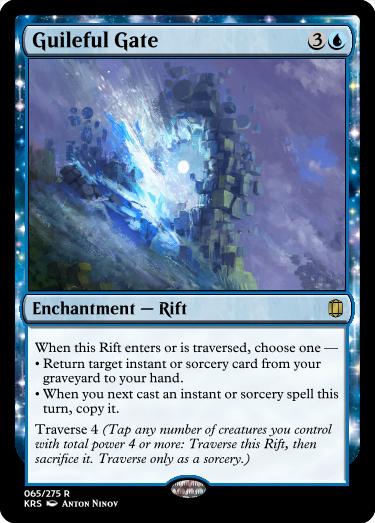 Guileful Gate 3
Enchantment — Rift
When this Rift enters or is traversed, choose one —
• Return target instant or sorcery card from your
graveyard to your hand.
• When you next cast an instant or sorcery spell this
turn, copy it.
Traverse 4 (Tap any number of creatures you control
with total power 4 or more: Traverse this Rift, then
sacrifice it. Traverse only as a sorcery.)
065/275 R
KRS Anton Ninov